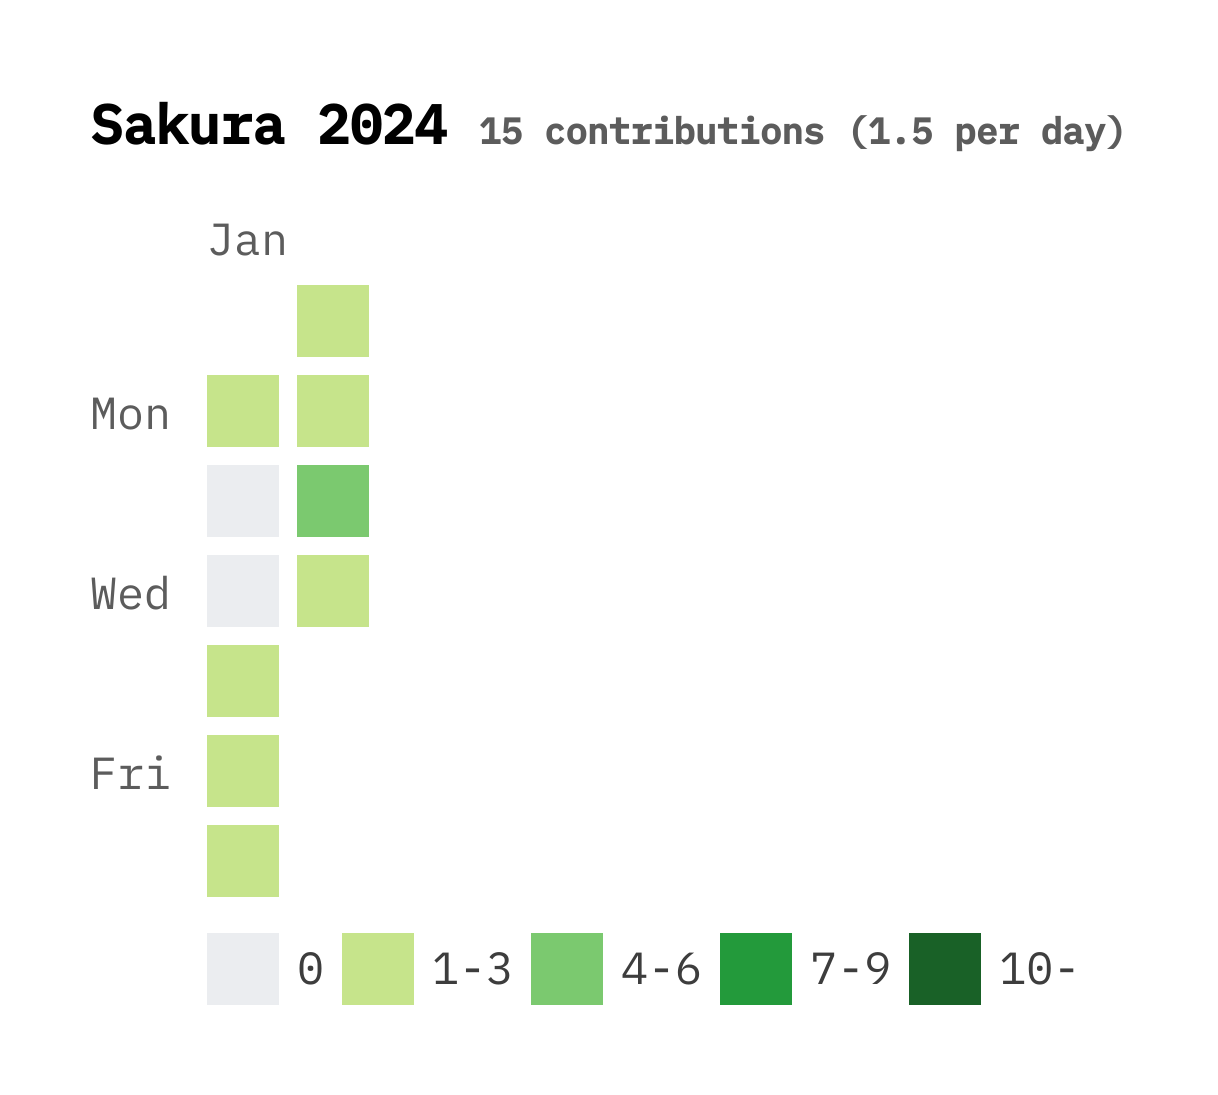 Sakura 2024 15 contributions (1.5 per day)
Jan
Mon
Wed
Fri
0 1-3 4-6 7-9 10-